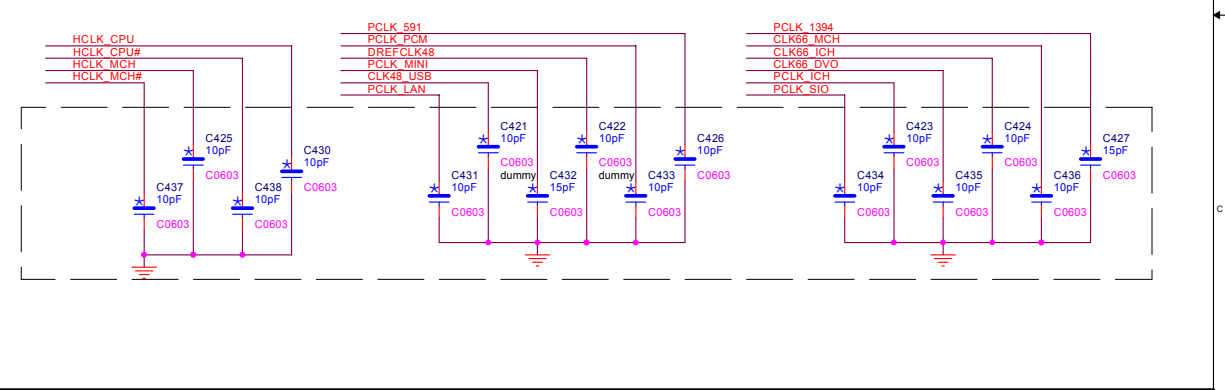 HCLK_CPU
HCLK_CPU#
HCLK_MCH
HCLK_MCH#
PCLK_591
PCLK_PCM
DREFCLK48
PCLK_MINI
CLK48_USB
PCLK_LAN
PCLK_1394
CLK66_MCH
CLK66_ICH
CLK66_DVO
PCLK_ICH
PCLK_SIO
C425
10pF
C0603
C430
10pF
C0603
C437
10pF
C0603
C438
10pF
C0603
C421
10pF
C0603
dummy
C422
10pF
C0603
dummy
C426
10pF
C0603
C431
10pF
C0603
C432
15pF
C0603
C433
10pF
C0603
C423
10pF
C0603
C424
10pF
C0603
C427
15pF
C0603
C434
10pF
C0603
C435
10pF
C0603
C436
10pF
C0603
C